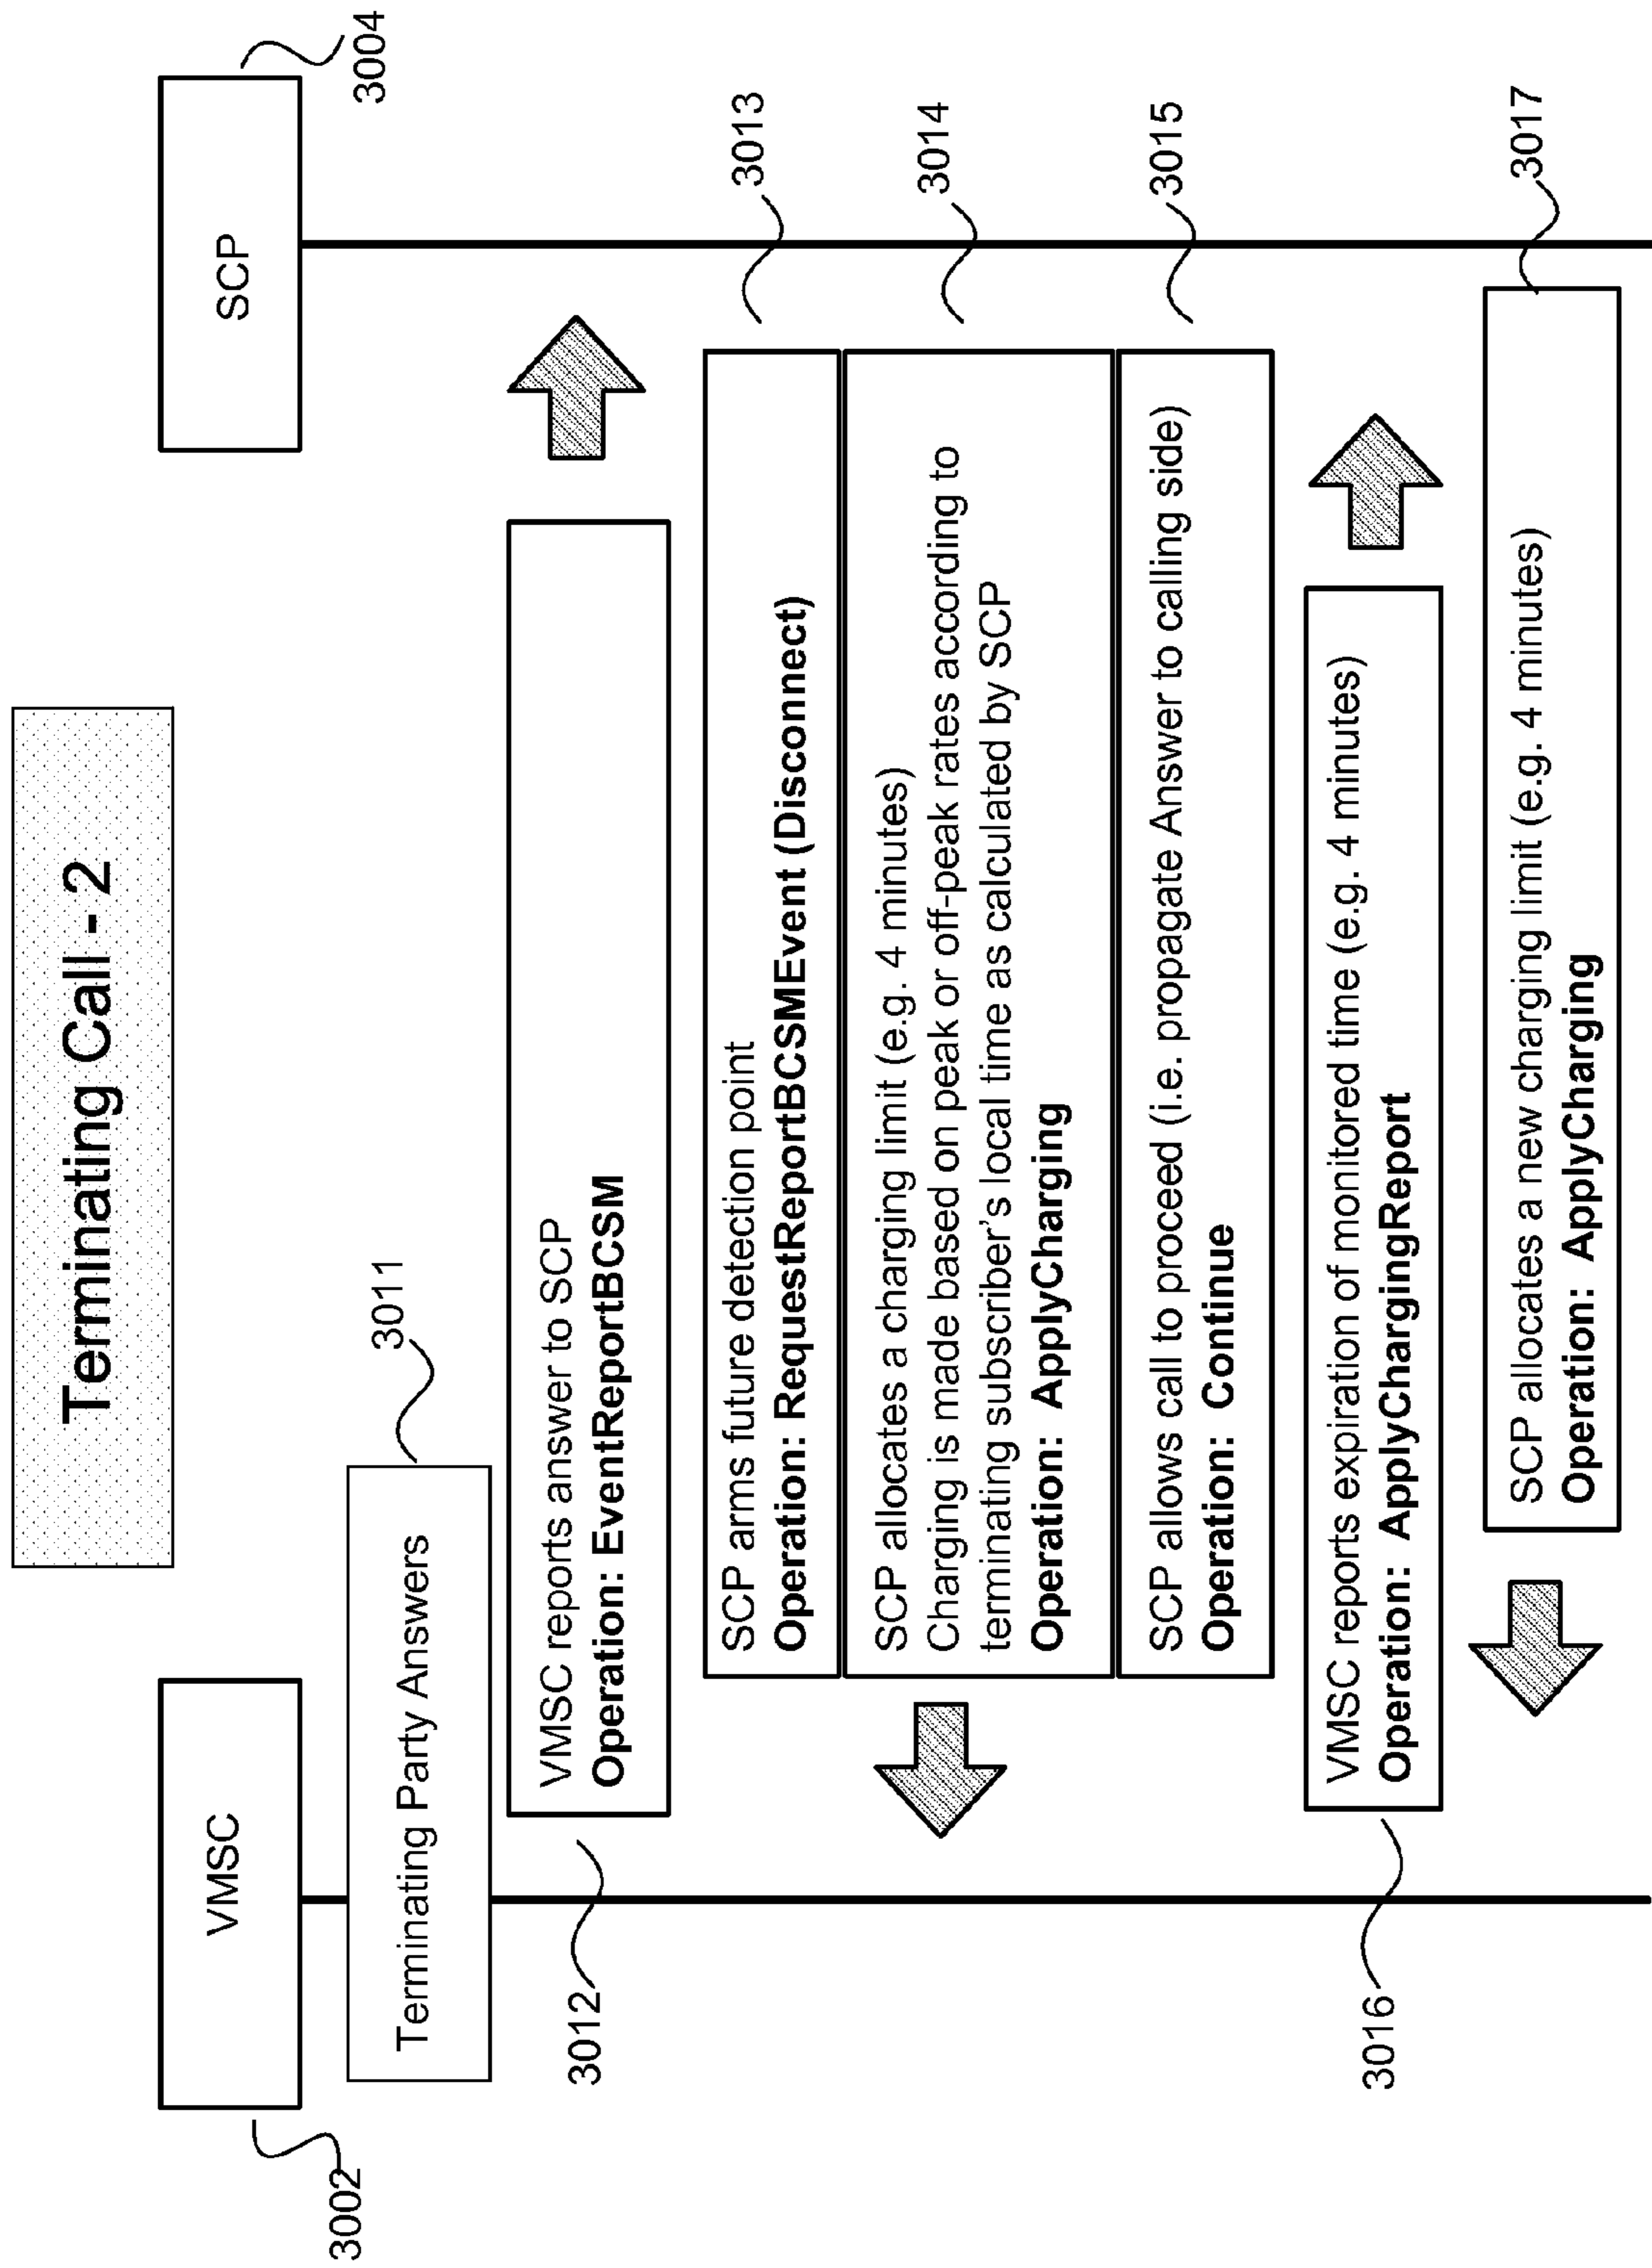 Terminating Call - 2
VMSC
SCP
3002
3004
Terminating Party Answers
3011
VMSC reports answer to SCP
Operation: EventReportBCSM
3012
SCP arms future detection point
Operation: RequestReportBCSMEvent (Disconnect)
3013
SCP allocates a charging limit (e.g. 4 minutes)
Charging is made based on peak or off-peak rates according to
terminating subscriber's local time as calculated by SCP
Operation: ApplyCharging
3014
SCP allows call to proceed (i.e. propagate Answer to calling side)
Operation: Continue
3015
VMSC reports expiration of monitored time (e.g. 4 minutes)
Operation: ApplyChargingReport
3016
SCP allocates a new charging limit (e.g. 4 minutes)
Operation: ApplyCharging
3017